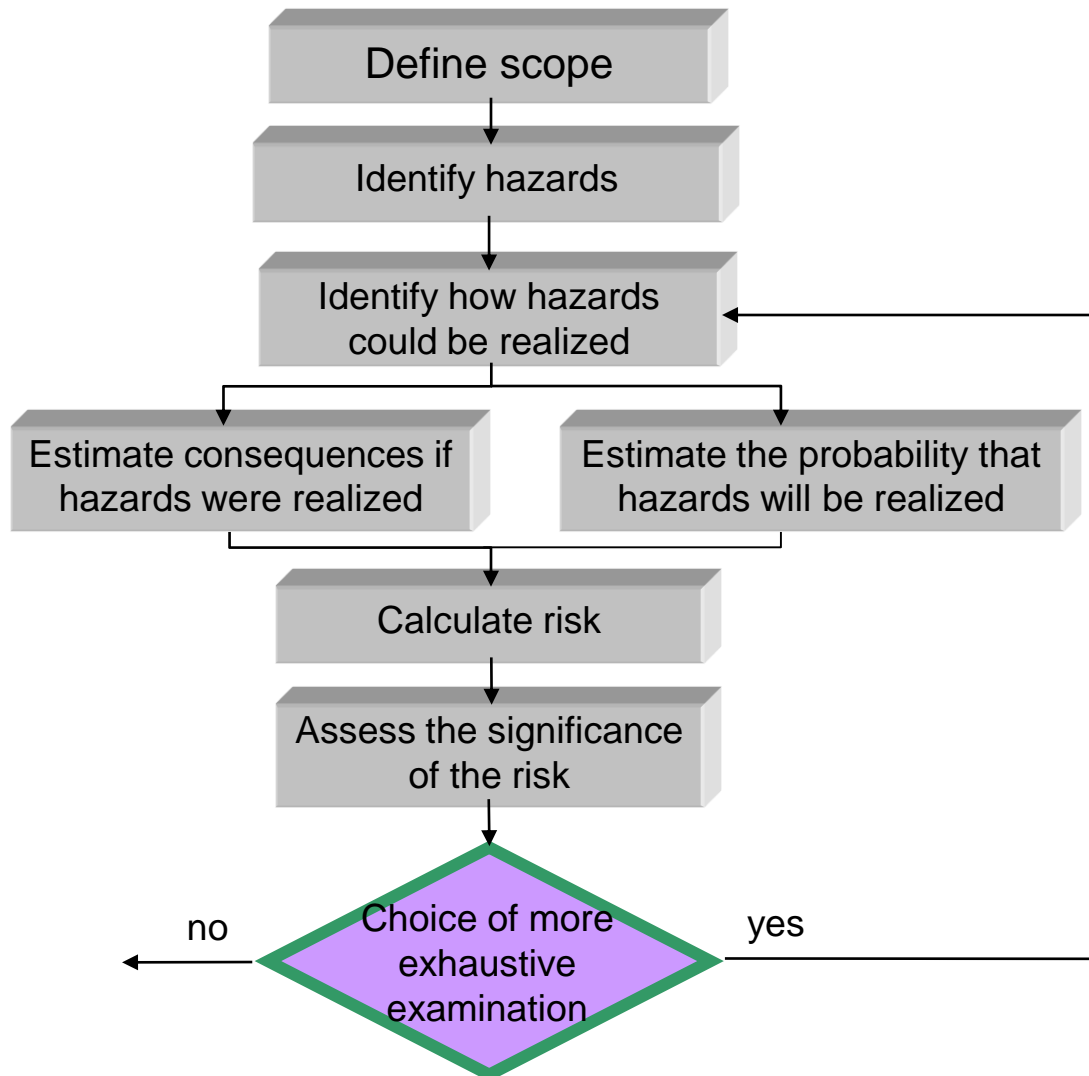 Define scope
Identify hazards
Identify how hazards
could be realized
Estimate consequences if
hazards were realized
Estimate the probability that
hazards will be realized
Calculate risk
Assess the significance
of the risk
no
Choice of more
exhaustive
examination
yes